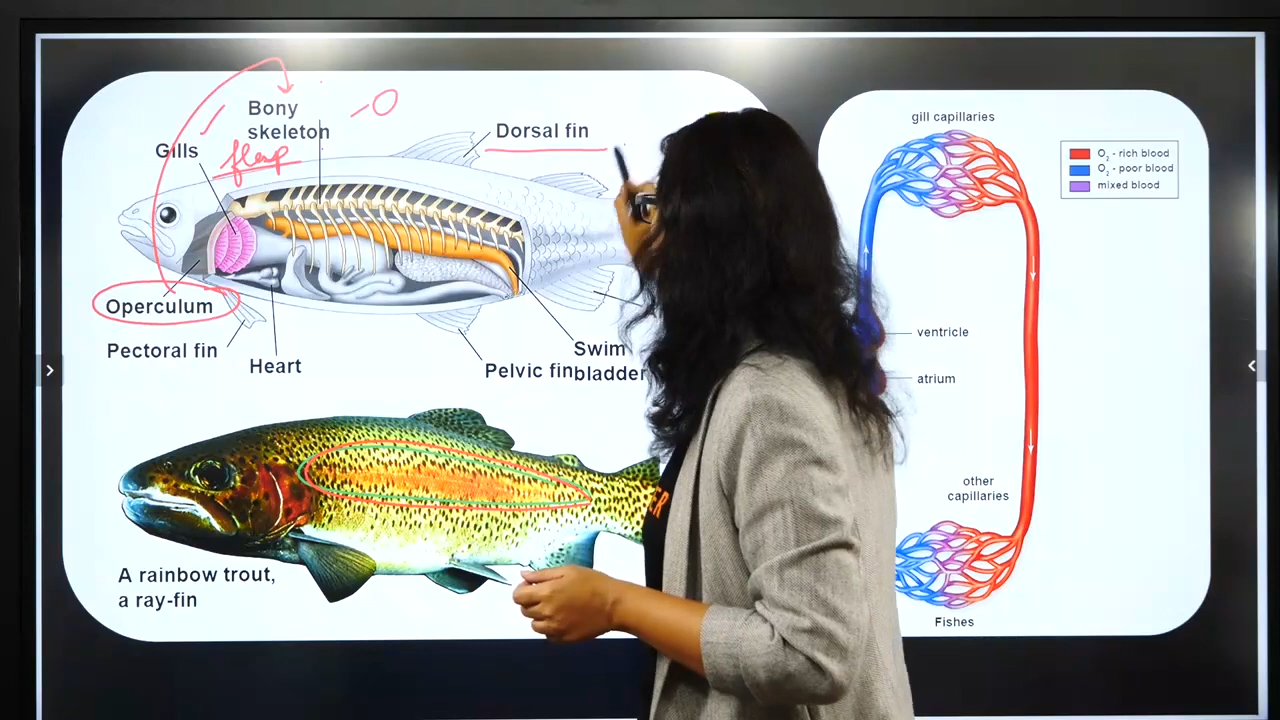 Bony
skeleton
- O
Gills
flap
Dorsal fin
Operculum
Pectoral fin
Heart
Pelvic fin
Swim
bladder
A rainbow trout,
a ray-fin
gill capillaries
O2 - rich blood
O2 - poor blood
mixed blood
ventricle
atrium
other
capillaries
Fishes